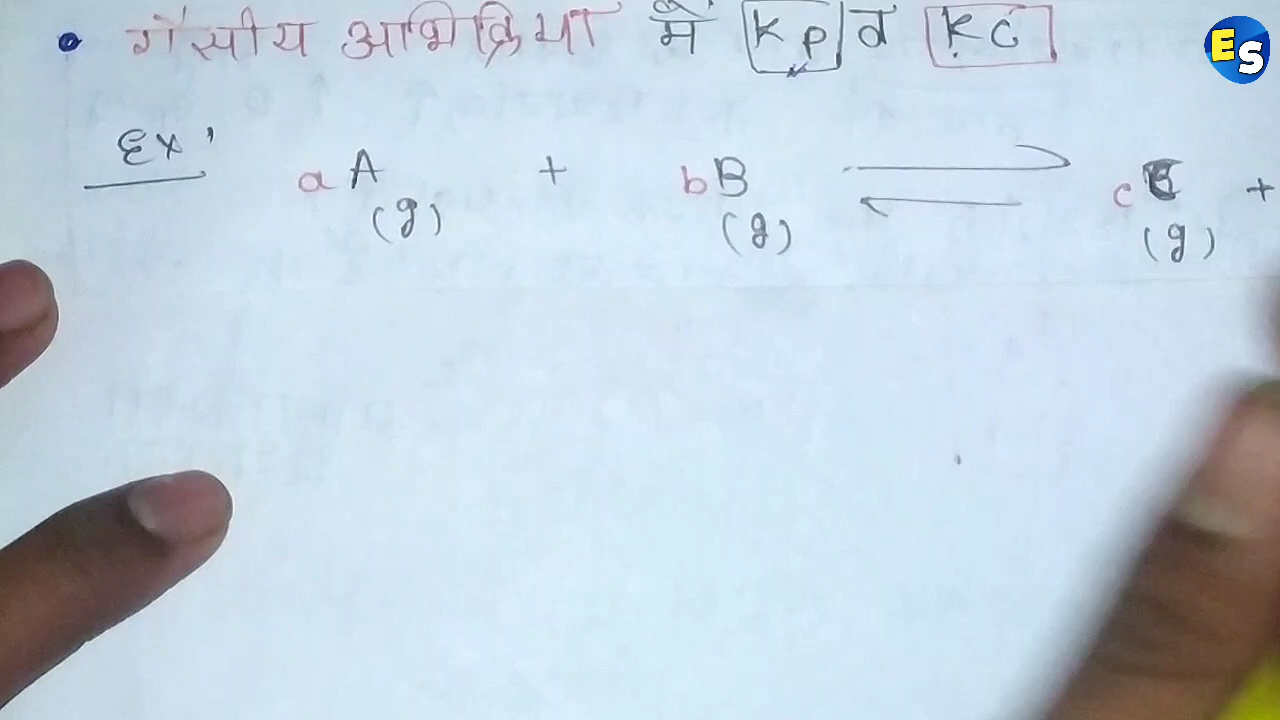 • गैसीय अभिक्रिया में Kp व Kc
Ex'
aA + bB ⇌ cC +
(g) (g) (g)
ES